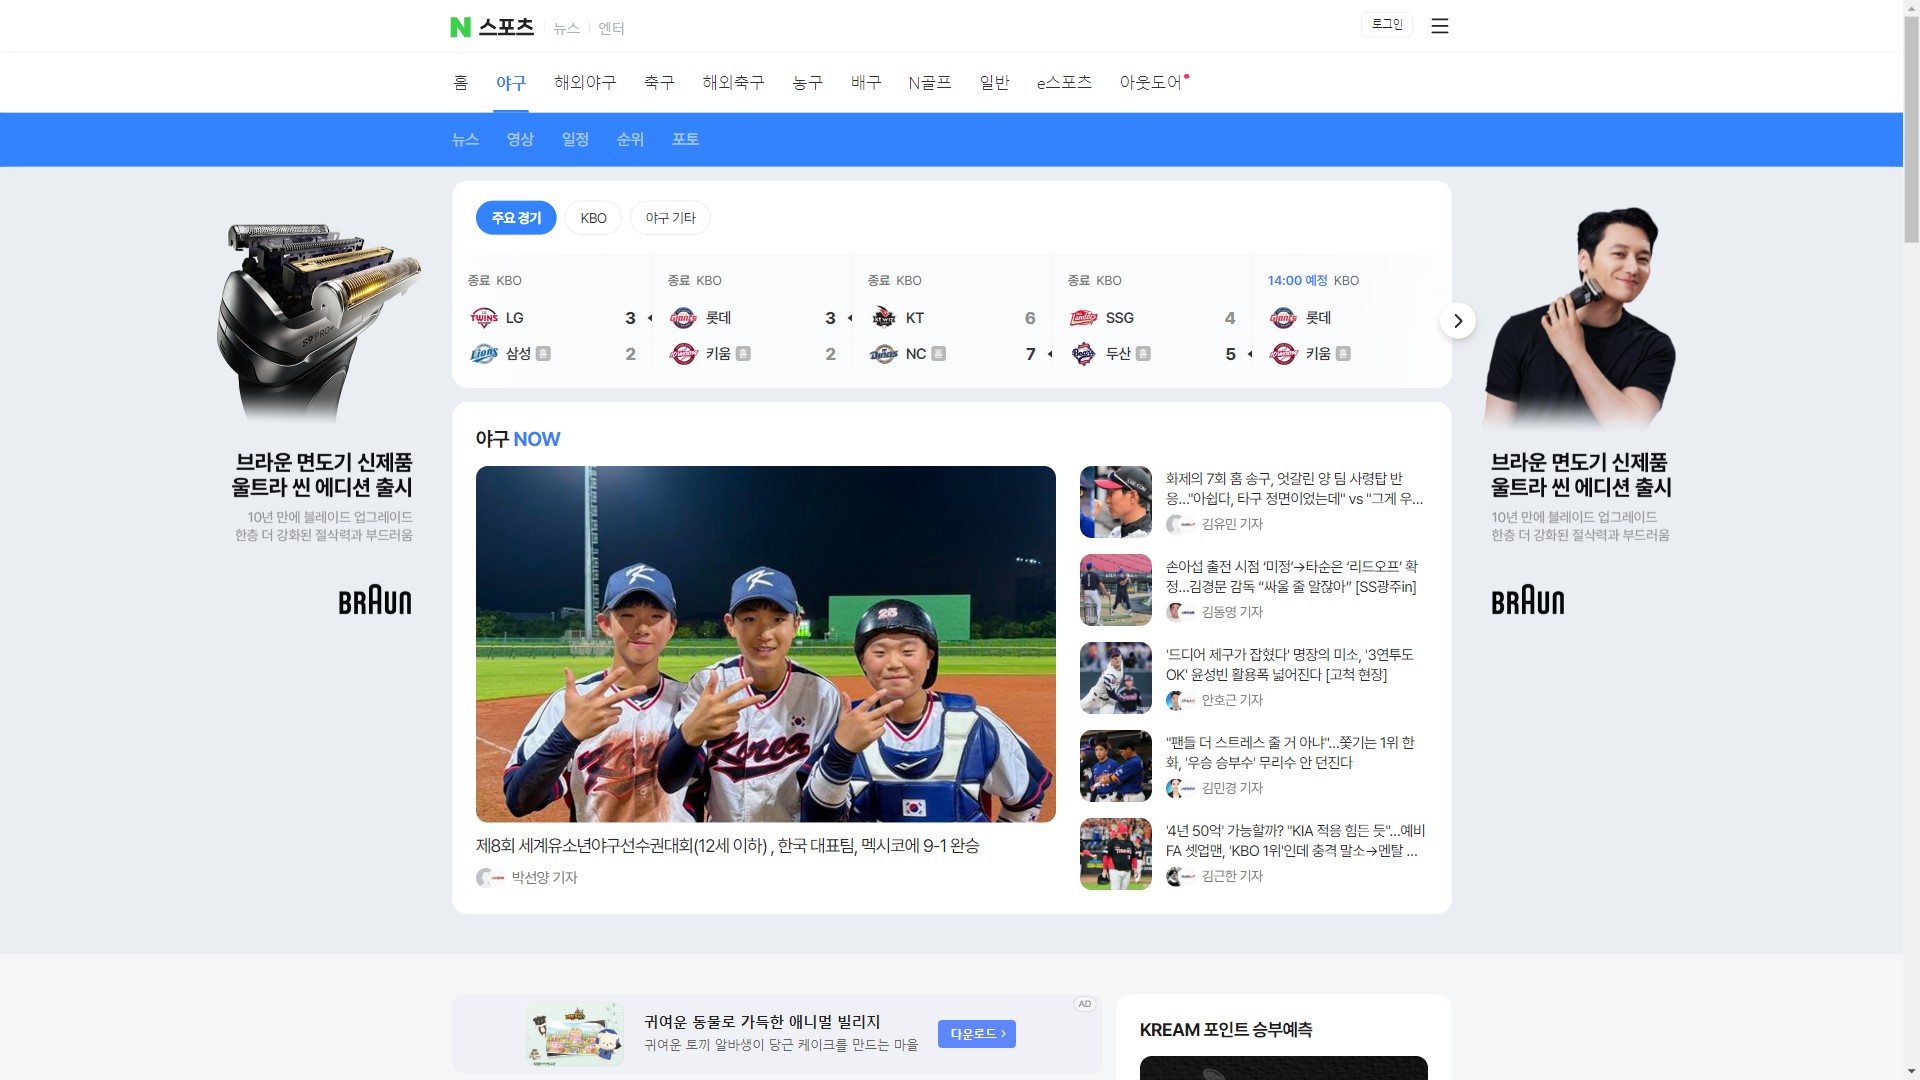 N 스포츠 뉴스 엔터
로그인
홈 야구 해외야구 축구 해외축구 농구 배구 N골프 일반 e스포츠 아웃도어
뉴스 영상 일정 순위 포토
주요 경기 KBO 야구 기타
종료 KBO
LG 3
삼성 홈 2
종료 KBO
롯데 3
키움 홈 2
종료 KBO
KT 6
NC 홈 7
종료 KBO
SSG 4
두산 홈 5
14:00 예정 KBO
롯데
키움 홈
S9 PRO+
브라운 면도기 신제품
울트라 씬 에디션 출시
10년 만에 블레이드 업그레이드
한층 더 강화된 절삭력과 부드러움
BRAUN
야구 NOW
25
Korea
Korea
제8회 세계유소년야구선수권대회(12세 이하) , 한국 대표팀, 멕시코에 9-1 완승
박선양 기자
화제의 7회 홈 송구, 엇갈린 양 팀 사령탑 반
응…"아쉽다, 타구 정면이었는데" vs "그게 우...
김유민 기자
손아섭 출전 시점 ‘미정’→타순은 ‘리드오프’ 확
정…김경문 감독 “싸울 줄 알잖아” [SS광주in]
김동영 기자
'드디어 제구가 잡혔다' 명장의 미소, '3연투도
OK' 윤성빈 활용폭 넓어진다 [고척 현장]
안호근 기자
"팬들 더 스트레스 줄 거 아냐"…쫓기는 1위 한
화, '우승 승부수' 무리수 안 던진다
김민경 기자
'4년 50억' 가능할까? "KIA 적응 힘든 듯"…예비
FA 셋업맨, 'KBO 1위'인데 충격 말소→멘탈 ...
김근한 기자
브라운 면도기 신제품
울트라 씬 에디션 출시
10년 만에 블레이드 업그레이드
한층 더 강화된 절삭력과 부드러움
BRAUN
귀여운 동물로 가득한 애니멀 빌리지
귀여운 토끼 알바생이 당근 케이크를 만드는 마을
다운로드
AD
KREAM 포인트 승부예측